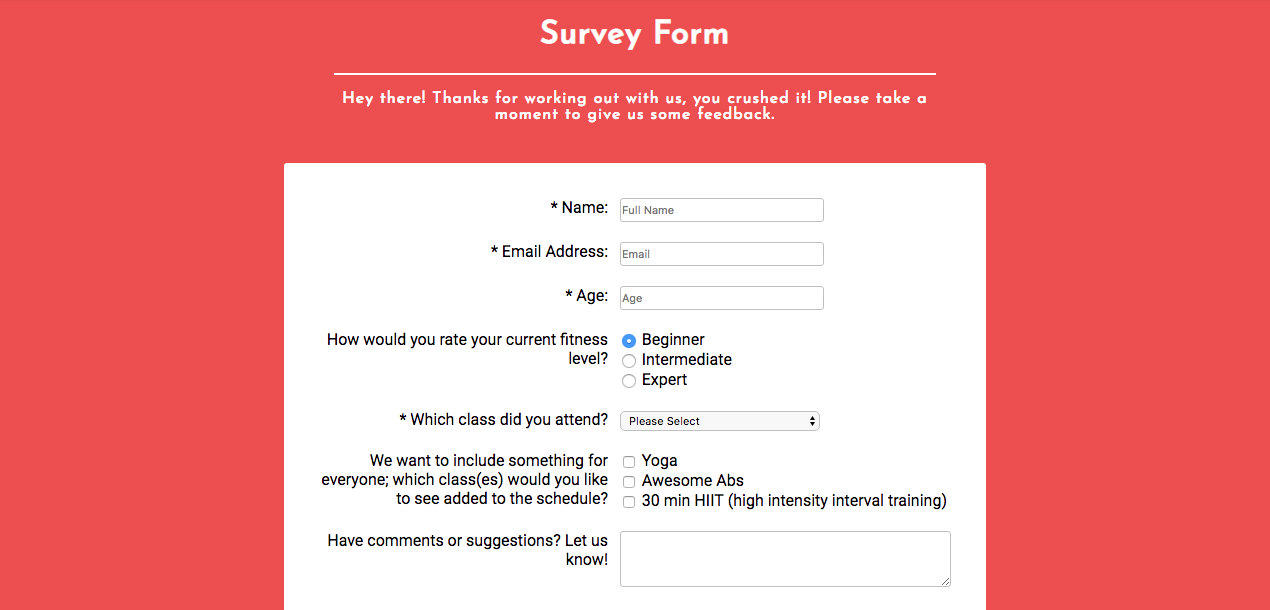 Survey Form
Hey there! Thanks for working out with us, you crushed it! Please take a
moment to give us some feedback.
* Name:
Full Name
* Email Address:
Email
* Age:
Age
How would you rate your current fitness
level?
Beginner
Intermediate
Expert
* Which class did you attend?
Please Select
We want to include something for
everyone; which class(es) would you like
to see added to the schedule?
Yoga
Awesome Abs
30 min HIIT (high intensity interval training)
Have comments or suggestions? Let us
know!